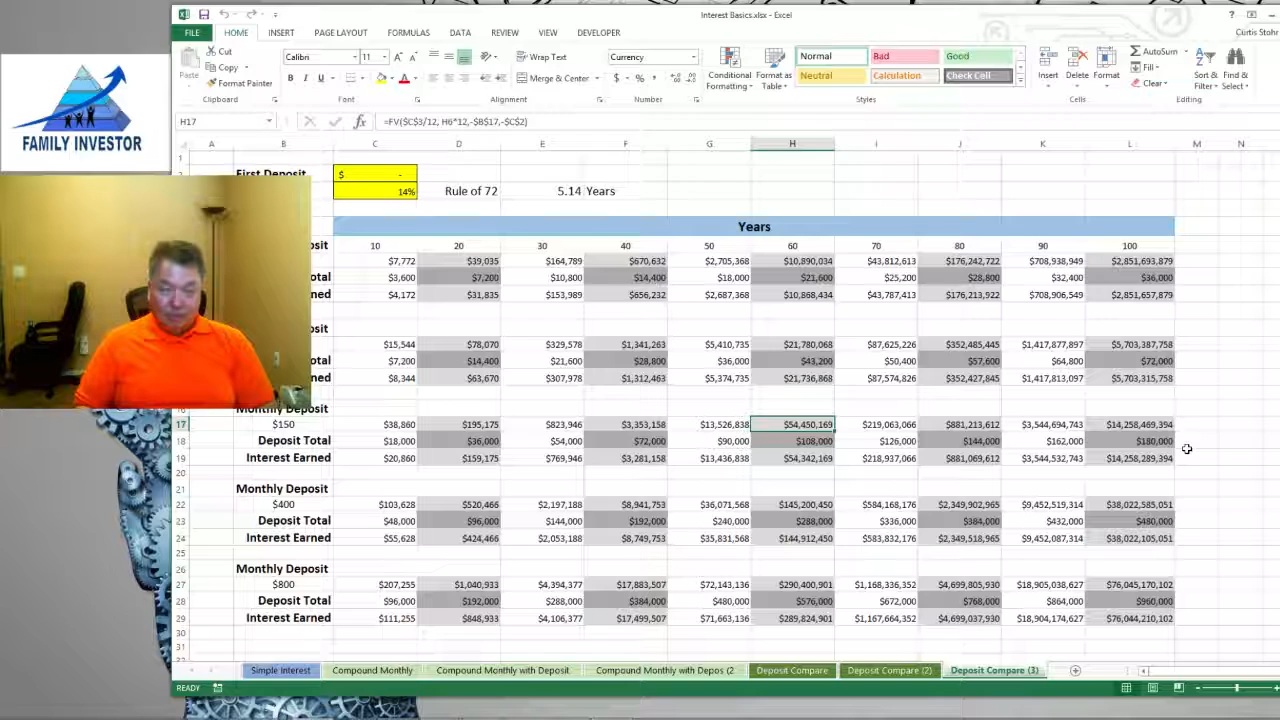 Interest Basics.xlsx - Excel
FILE HOME INSERT PAGE LAYOUT FORMULAS DATA REVIEW VIEW DEVELOPER Curtis Stohr
Cut Calibri 11 Wrap Text Currency Normal Bad Good AutoSum
Paste Copy B I U Merge & Center $ % Conditional Formatting Format as Table Neutral Calculation Check Cell Insert Delete Format Fill Sort & Filter Find & Select
Format Painter Clear
Clipboard Font Alignment Number Styles Cells Editing
FAMILY INVESTOR
H17 fx =FV($C$3/12, H6*12,-$B$17,-$C$2)
A B C D E F G H I J K L M N
1
First Deposit $ -
14% Rule of 72 5.14 Years
Years
10 20 30 40 50 60 70 80 90 100
$7,772 $39,035 $164,789 $670,632 $2,705,368 $10,890,034 $43,812,613 $176,242,722 $708,938,949 $2,851,693,879
$3,600 $7,200 $10,800 $14,400 $18,000 $21,600 $25,200 $28,800 $32,400 $36,000
$4,172 $31,835 $153,989 $656,232 $2,687,368 $10,868,434 $43,787,413 $176,213,922 $708,906,549 $2,851,657,879
$15,544 $78,070 $329,578 $1,341,263 $5,410,735 $21,780,068 $87,625,226 $352,485,445 $1,417,877,897 $5,703,387,758
$7,200 $14,400 $21,600 $28,800 $36,000 $43,200 $50,400 $57,600 $64,800 $72,000
$8,344 $63,670 $307,978 $1,312,463 $5,374,735 $21,736,868 $87,574,826 $352,427,845 $1,417,813,097 $5,703,315,758
Monthly Deposit
17 $150 $38,860 $195,175 $823,946 $3,353,158 $13,526,838 $54,450,169 $219,063,066 $881,213,612 $3,544,694,743 $14,258,469,394
18 Deposit Total $18,000 $36,000 $54,000 $72,000 $90,000 $108,000 $126,000 $144,000 $162,000 $180,000
19 Interest Earned $20,860 $159,175 $769,946 $3,281,158 $13,436,838 $54,342,169 $218,937,066 $881,069,612 $3,544,532,743 $14,258,289,394
20
21 Monthly Deposit
22 $400 $103,628 $520,466 $2,197,188 $8,941,753 $36,071,568 $145,200,450 $584,168,176 $2,349,902,965 $9,452,519,314 $38,022,585,051
23 Deposit Total $48,000 $96,000 $144,000 $192,000 $240,000 $288,000 $336,000 $384,000 $432,000 $480,000
24 Interest Earned $55,628 $424,466 $2,053,188 $8,749,753 $35,831,568 $144,912,450 $583,832,176 $2,349,518,965 $9,452,087,314 $38,022,105,051
25
26 Monthly Deposit
27 $800 $207,255 $1,040,933 $4,394,377 $17,883,507 $72,143,136 $290,400,901 $1,168,336,352 $4,699,805,930 $18,905,038,627 $76,045,170,102
28 Deposit Total $96,000 $192,000 $288,000 $384,000 $480,000 $576,000 $672,000 $768,000 $864,000 $960,000
29 Interest Earned $111,255 $848,933 $4,106,377 $17,499,507 $71,663,136 $289,824,901 $1,167,664,352 $4,699,037,930 $18,904,174,627 $76,044,210,102
30
Simple Interest Compound Monthly Compound Monthly with Deposit Compound Monthly with Depos (2 Deposit Compare Deposit Compare (2) Deposit Compare (3)
READY